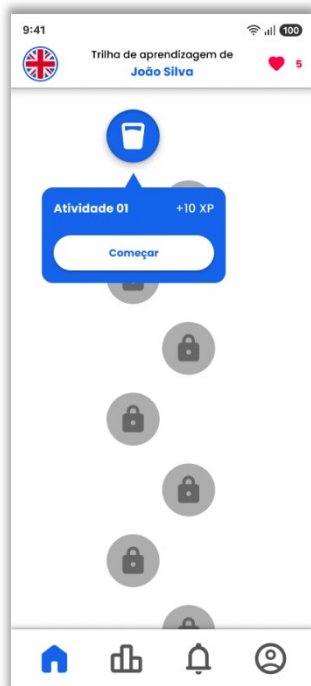 9:41
100
Trilha de aprendizagem de
João Silva
5
Atividade 01
+10 XP
Começar